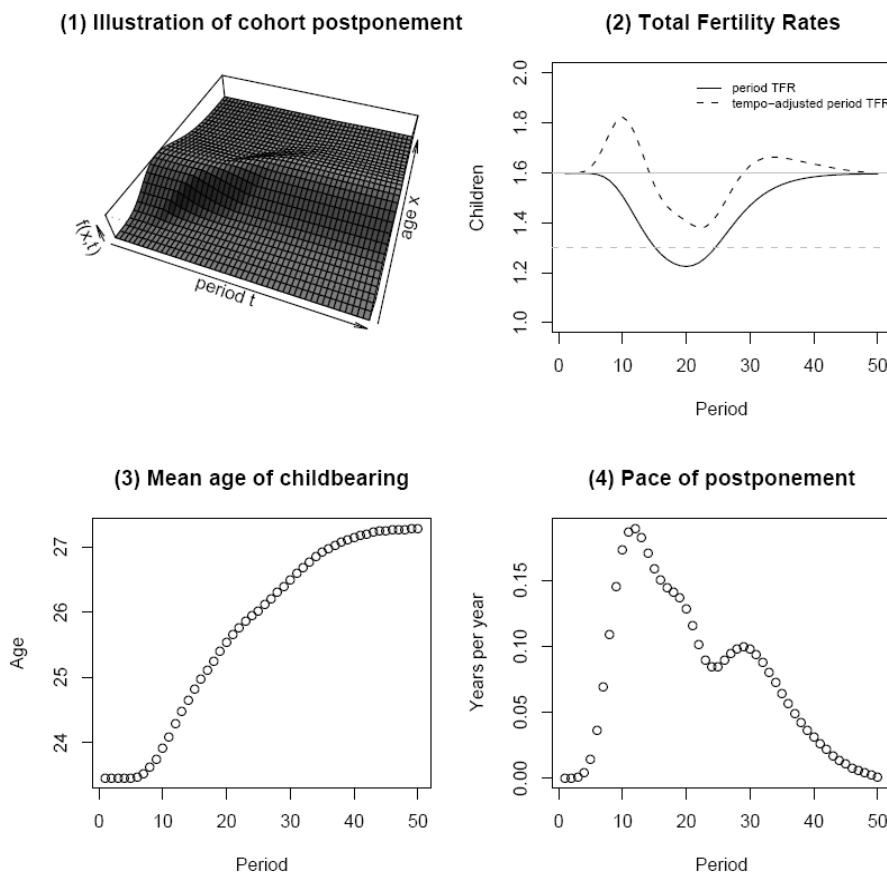 (1) Illustration of cohort postponement
f(x,t)
period t
age x
(2) Total Fertility Rates
period TFR
tempo−adjusted period TFR
Children
2.0
1.8
1.6
1.4
1.2
1.0
0 10 20 30 40 50
Period
(3) Mean age of childbearing
Age
27
26
25
24
0 10 20 30 40 50
Period
(4) Pace of postponement
Years per year
0.15
0.10
0.05
0.00
0 10 20 30 40 50
Period